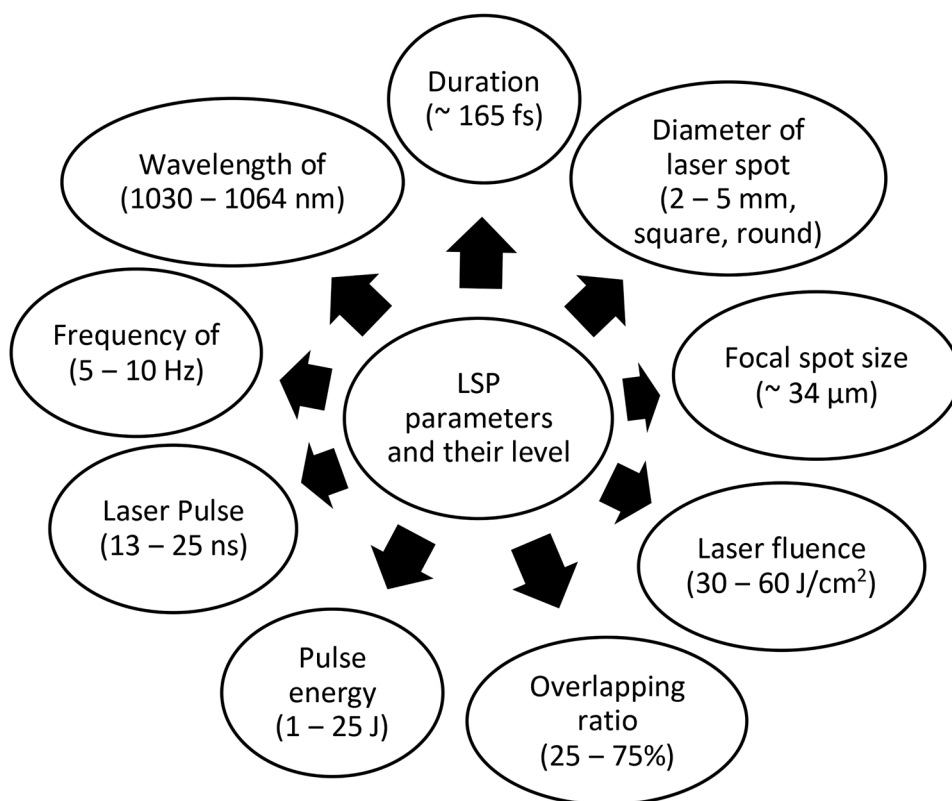 Duration
(~ 165 fs)
Diameter of
laser spot
(2 – 5 mm,
square, round)
Wavelength of
(1030 – 1064 nm)
Frequency of
(5 – 10 Hz)
Focal spot size
(~ 34 µm)
LSP
parameters
and their level
Laser Pulse
(13 – 25 ns)
Laser fluence
(30 – 60 J/cm²)
Pulse
energy
(1 – 25 J)
Overlapping
ratio
(25 – 75%)